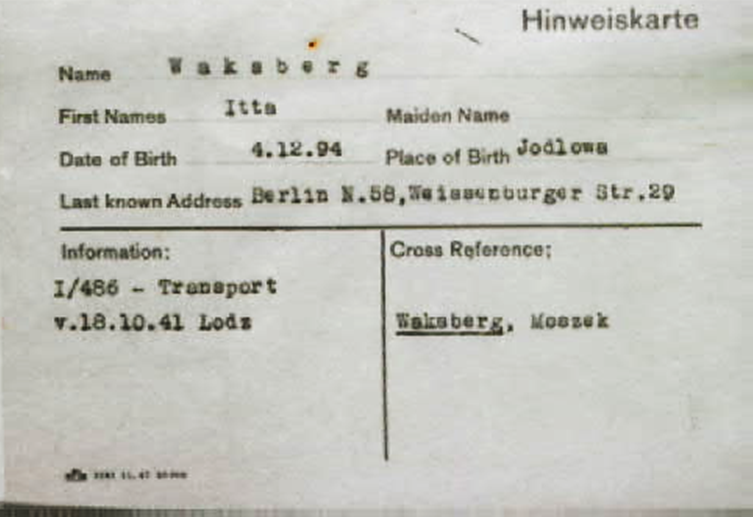 Hinweiskarte
Name Waksberg
First Names Itta Maiden Name
Date of Birth 4.12.94 Place of Birth Jodlowa
Last known Address Berlin N.58, Weissenburger Str.29
Information: Cross Reference:
I/486 - Transport
v.18.10.41 Lodz Waksberg, Moszek